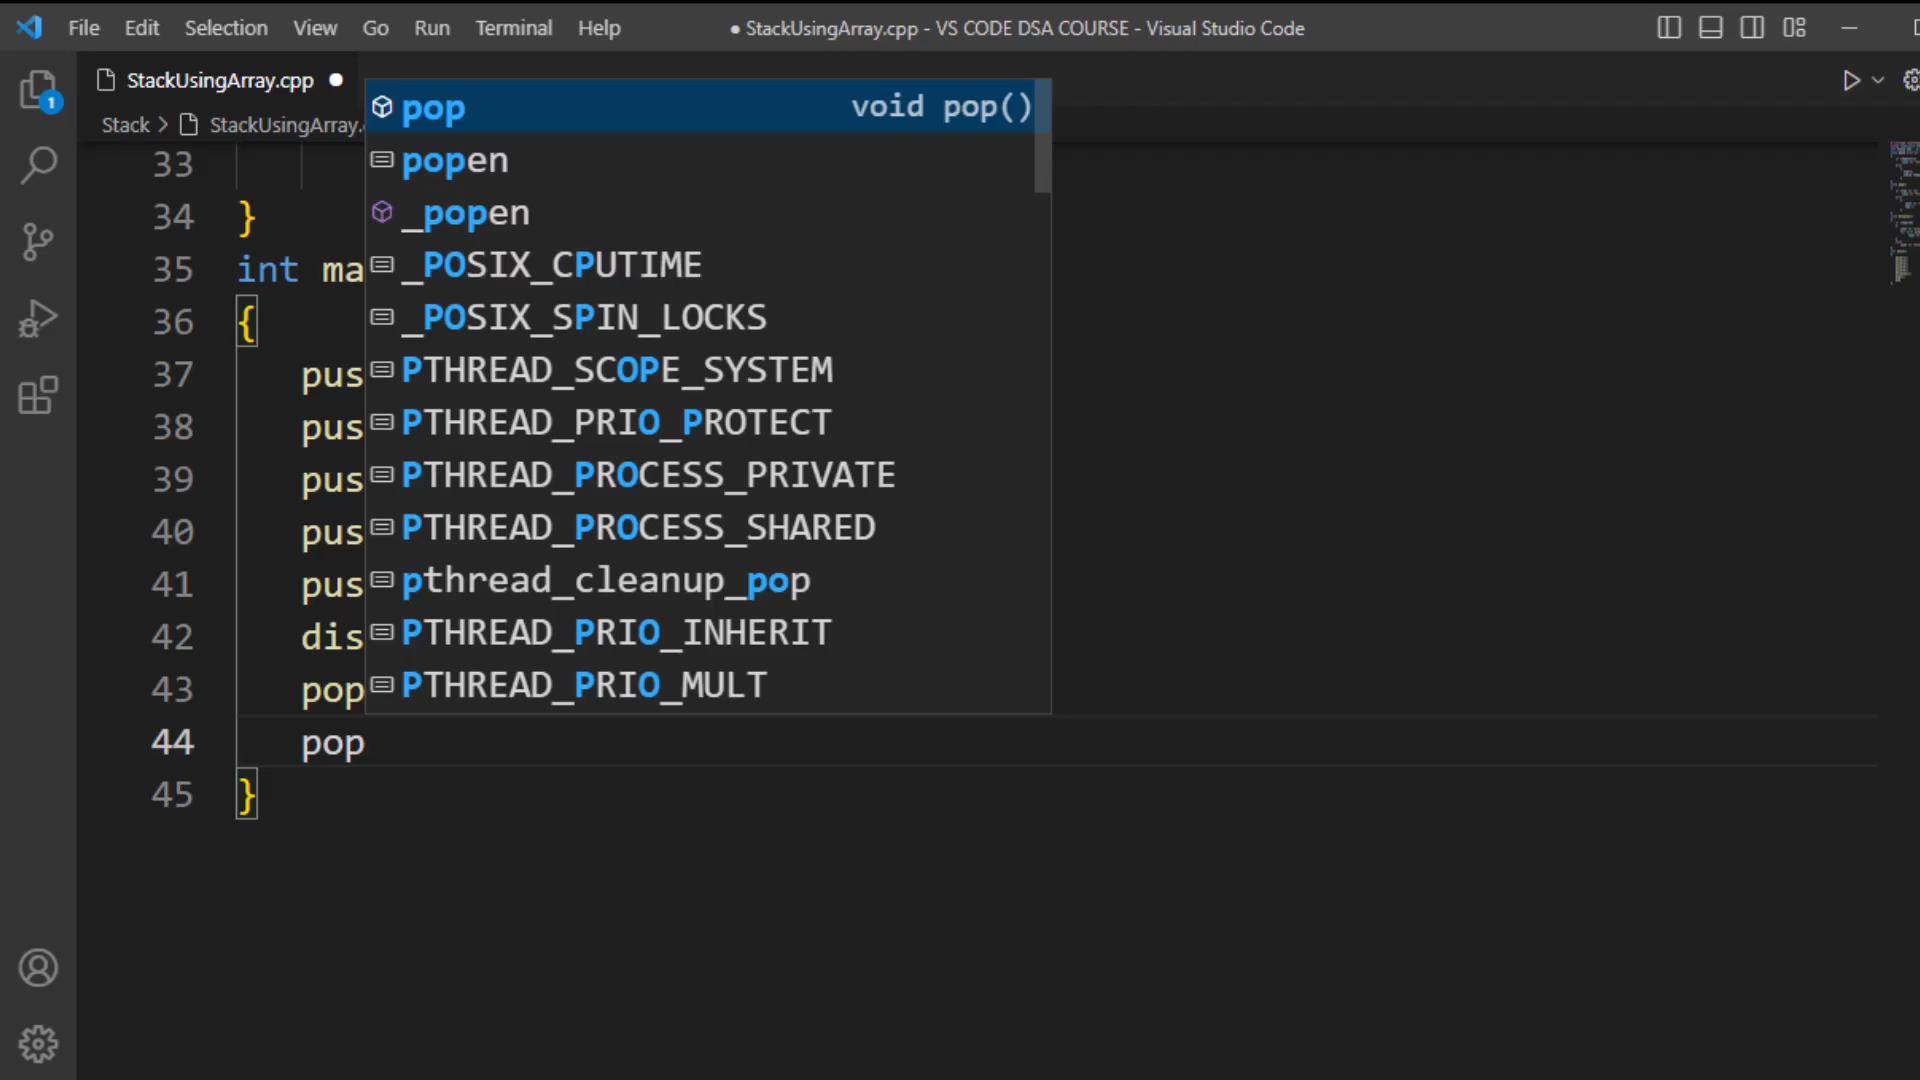 File Edit Selection View Go Run Terminal Help ● StackUsingArray.cpp - VS CODE DSA COURSE - Visual Studio Code
1
StackUsingArray.cpp ●
Stack > StackUsingArray.
pop void pop()
popen
_popen
_POSIX_CPUTIME
_POSIX_SPIN_LOCKS
PTHREAD_SCOPE_SYSTEM
PTHREAD_PRIO_PROTECT
PTHREAD_PROCESS_PRIVATE
PTHREAD_PROCESS_SHARED
pthread_cleanup_pop
PTHREAD_PRIO_INHERIT
PTHREAD_PRIO_MULT
33
34 }
35 int ma
36 {
37 pus
38 pus
39 pus
40 pus
41 pus
42 dis
43 pop
44 pop
45 }